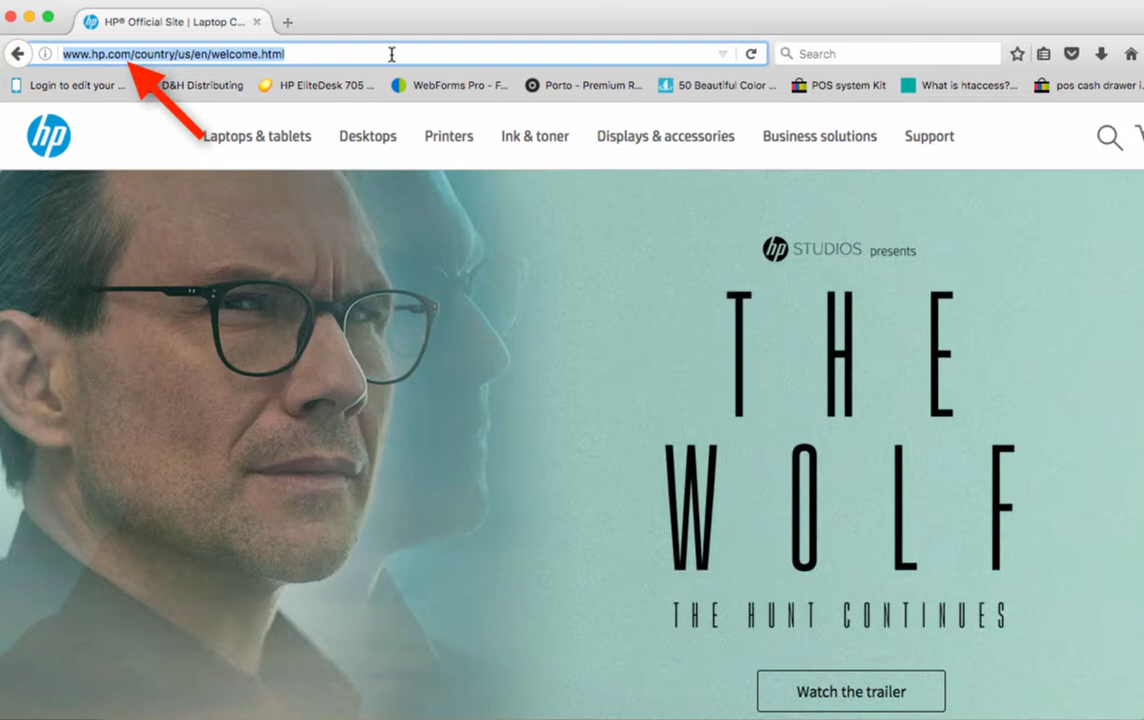 HP® Official Site | Laptop C...
www.hp.com/country/us/en/welcome.html
Search
Login to edit your ...
D&H Distributing
HP EliteDesk 705 ...
WebForms Pro - F...
Porto - Premium R...
50 Beautiful Color ...
POS system Kit
What is htaccess?...
pos cash drawer i.
hp
Laptops & tablets
Desktops
Printers
Ink & toner
Displays & accessories
Business solutions
Support
hp STUDIOS presents
THE
WOLF
THE HUNT CONTINUES
Watch the trailer